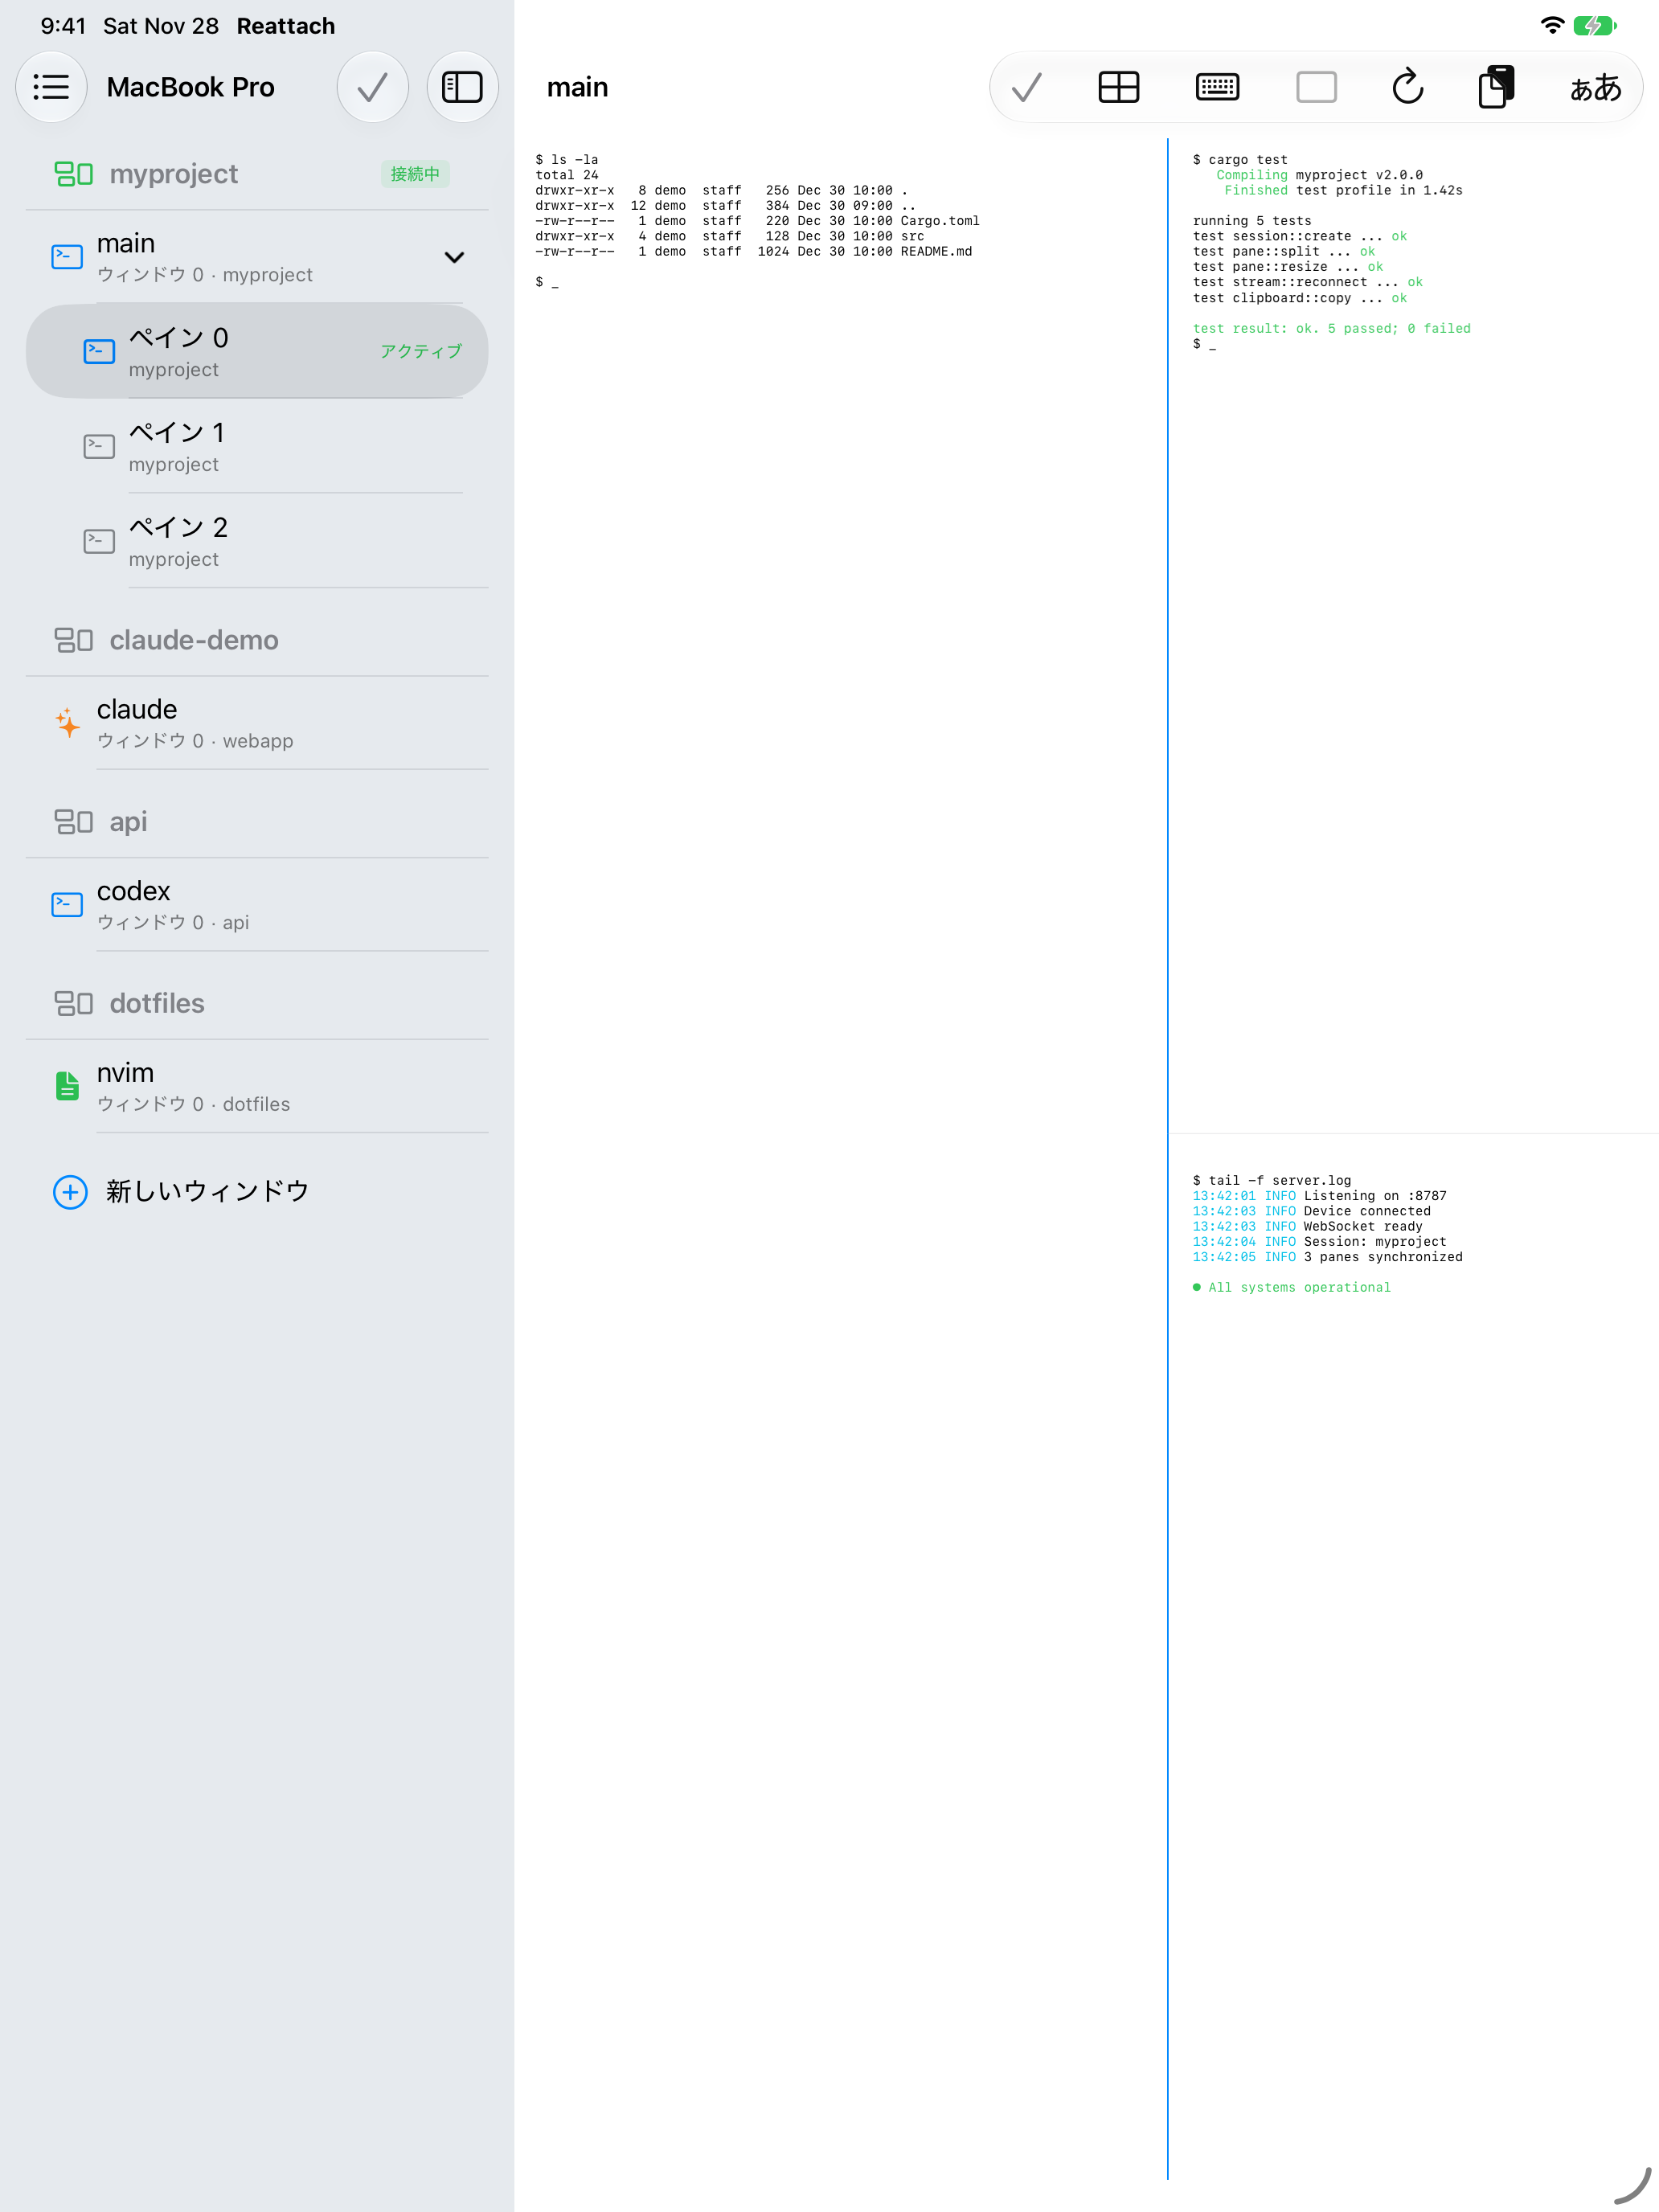 9:41 Sat Nov 28 Reattach
MacBook Pro
myproject 接続中
main
ウィンドウ 0 · myproject
ペイン 0
myproject
アクティブ
ペイン 1
myproject
ペイン 2
myproject
claude-demo
claude
ウィンドウ 0 · webapp
api
codex
ウィンドウ 0 · api
dotfiles
nvim
ウィンドウ 0 · dotfiles
新しいウィンドウ
main
ぁあ
$ ls -la
total 24
drwxr-xr-x   8 demo  staff   256 Dec 30 10:00 .
drwxr-xr-x  12 demo  staff   384 Dec 30 09:00 ..
-rw-r--r--   1 demo  staff   220 Dec 30 10:00 Cargo.toml
drwxr-xr-x   4 demo  staff   128 Dec 30 10:00 src
-rw-r--r--   1 demo  staff  1024 Dec 30 10:00 README.md
$ _
$ cargo test
   Compiling myproject v2.0.0
    Finished test profile in 1.42s
running 5 tests
test session::create ... ok
test pane::split ... ok
test pane::resize ... ok
test stream::reconnect ... ok
test clipboard::copy ... ok
test result: ok. 5 passed; 0 failed
$ _
$ tail -f server.log
13:42:01 INFO Listening on :8787
13:42:03 INFO Device connected
13:42:03 INFO WebSocket ready
13:42:04 INFO Session: myproject
13:42:05 INFO 3 panes synchronized
● All systems operational